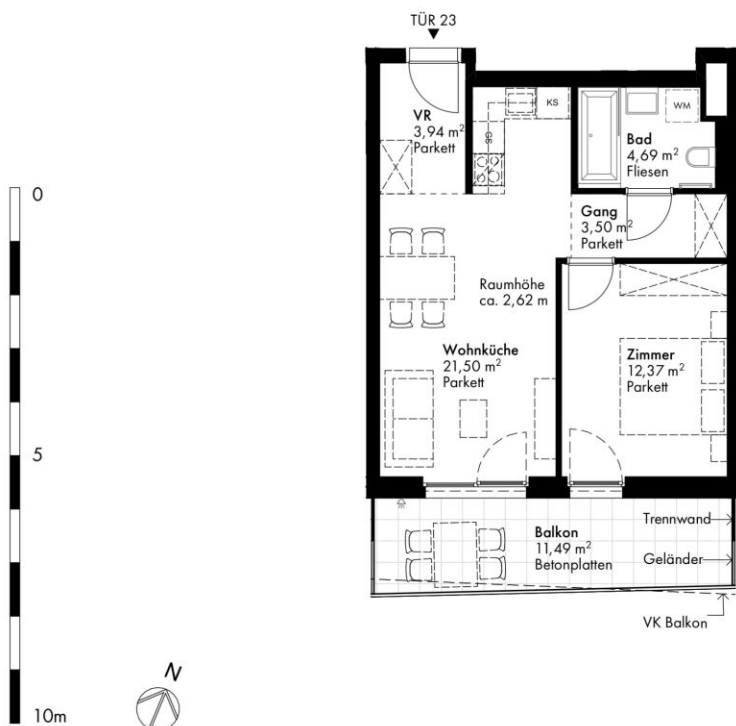 TÜR 23
VR
3,94 m²
Parkett
KS
GS
WM
Bad
4,69 m²
Fliesen
Gang
3,50 m²
Parkett
Raumhöhe
ca. 2,62 m
Wohnküche
21,50 m²
Parkett
Zimmer
12,37 m²
Parkett
Balkon
11,49 m²
Betonplatten
Trennwand
Geländer
VK Balkon
0
5
10m
N